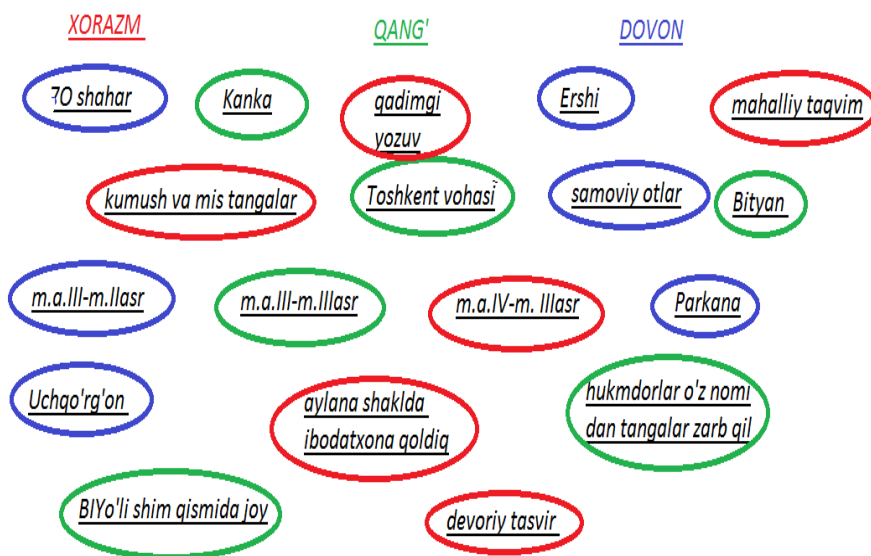 XORAZM QANG' DOVON
70 shahar
Kanka
qadimgi
yozuv
Ershi
mahalliy taqvim
kumush va mis tangalar
Toshkent vohasi
samoviy otlar
Bityan
m.a.III-m.IIasr
m.a.III-m.IIIasr
m.a.IV-m. IIIasr
Parkana
Uchqo'rg'on
aylana shaklda
ibodatxona qoldiq
hukmdorlar o'z nomi
dan tangalar zarb qil
BIYo'li shim qismida joy
devoriy tasvir